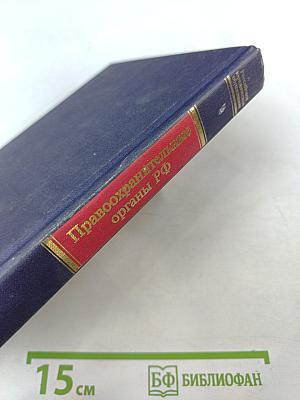 Правоохранительные
органы РФ
15 см
БФ БИБЛИОФАН